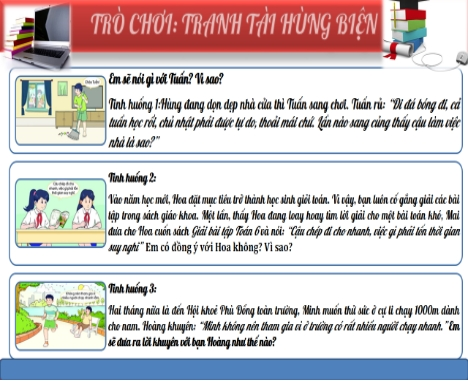 TRÒ CHƠI: TRANH TÀI HÙNG BIỆN
Em sẽ nói gì với Tuấn? Vì sao?
Tình huống 1:Hùng đang dọn dẹp nhà cửa thì Tuấn sang chơi. Tuấn rủ: "Đi đá bóng đi, cả
tuần học rồi, chủ nhật phải được tự do, thoải mái chứ. Lần nào sang cũng thấy cậu làm việc
nhà là sao?"
Tình huống 2:
Vào năm học mới, Hoa đặt mục tiêu trở thành học sinh giỏi toán. Vì vậy, bạn luôn cố gắng giải các bài
tập trong sách giáo khoa. Một lần, thấy Hoa đang loay hoay tìm lời giải cho một bài toán khó, Mai
đưa cho Hoa cuốn sách Giải bài tập Toán 6 và nói: "Cậu chép đi cho nhanh, việc gì phải tốn thời gian
suy nghĩ" Em có đồng ý với Hoa không? Vì sao?
Tình huống 3:
Hai tháng nữa là đến Hội khoẻ Phù Đổng toàn trường, Minh muốn thử sức ở cự li chạy 1000m dành
cho nam. Hoàng khuyên: "Mình không nên tham gia vì ở trường có rất nhiều người chạy nhanh." Em
sẽ đưa ra lời khuyên với bạn Hoàng như thế nào?